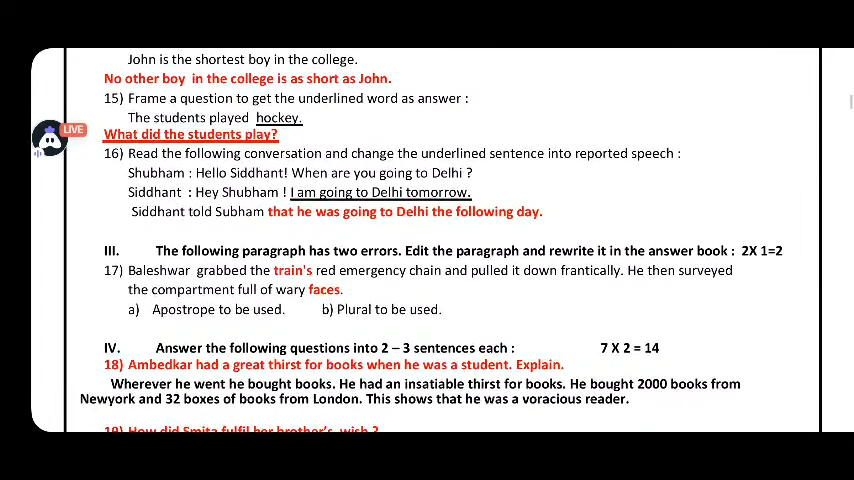 John is the shortest boy in the college.
No other boy in the college is as short as John.
15) Frame a question to get the underlined word as answer :
The students played hockey.
LIVE
What did the students play?
16) Read the following conversation and change the underlined sentence into reported speech :
Shubham : Hello Siddhant! When are you going to Delhi ?
Siddhant : Hey Shubham ! I am going to Delhi tomorrow.
Siddhant told Subham that he was going to Delhi the following day.
III. The following paragraph has two errors. Edit the paragraph and rewrite it in the answer book : 2X 1=2
17) Baleshwar grabbed the train's red emergency chain and pulled it down frantically. He then surveyed
the compartment full of wary faces.
a) Apostrope to be used. b) Plural to be used.
IV. Answer the following questions into 2 – 3 sentences each : 7 X 2 = 14
18) Ambedkar had a great thirst for books when he was a student. Explain.
Wherever he went he bought books. He had an insatiable thirst for books. He bought 2000 books from
Newyork and 32 boxes of books from London. This shows that he was a voracious reader.
19) How did Smita fulfil her brother's wish ?